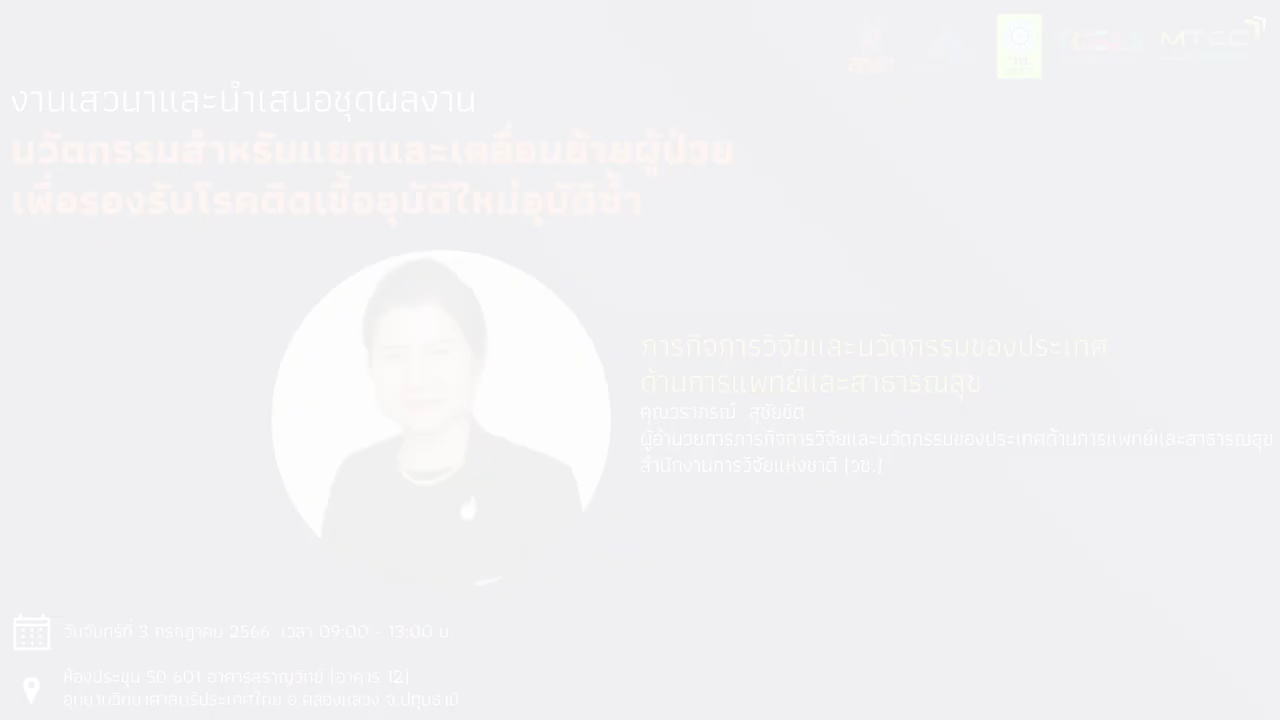 MTEC
งานเสวนาและนำเสนอชุดผลงาน
นวัตกรรมสำหรับแยกและเคลื่อนย้ายผู้ป่วย
เพื่อรองรับโรคติดเชื้ออุบัติใหม่อุบัติซ้ำ
ภารกิจการวิจัยและนวัตกรรมของประเทศ
ด้านการแพทย์และสาธารณสุข
คุณวราภรณ์ สุชัยชิต
ผู้อำนวยการภารกิจการวิจัยและนวัตกรรมของประเทศด้านการแพทย์และสาธารณสุข
สำนักงานการวิจัยแห่งชาติ (วช.)
วันจันทร์ที่ 3 กรกฎาคม 2566 เวลา 09:00 - 13:00 น.
ห้องประชุม SD 601 อาคารสราญวิทย์ (อาคาร 12)
อุทยานวิทยาศาสตร์ประเทศไทย อ.คลองหลวง จ.ปทุมธานี